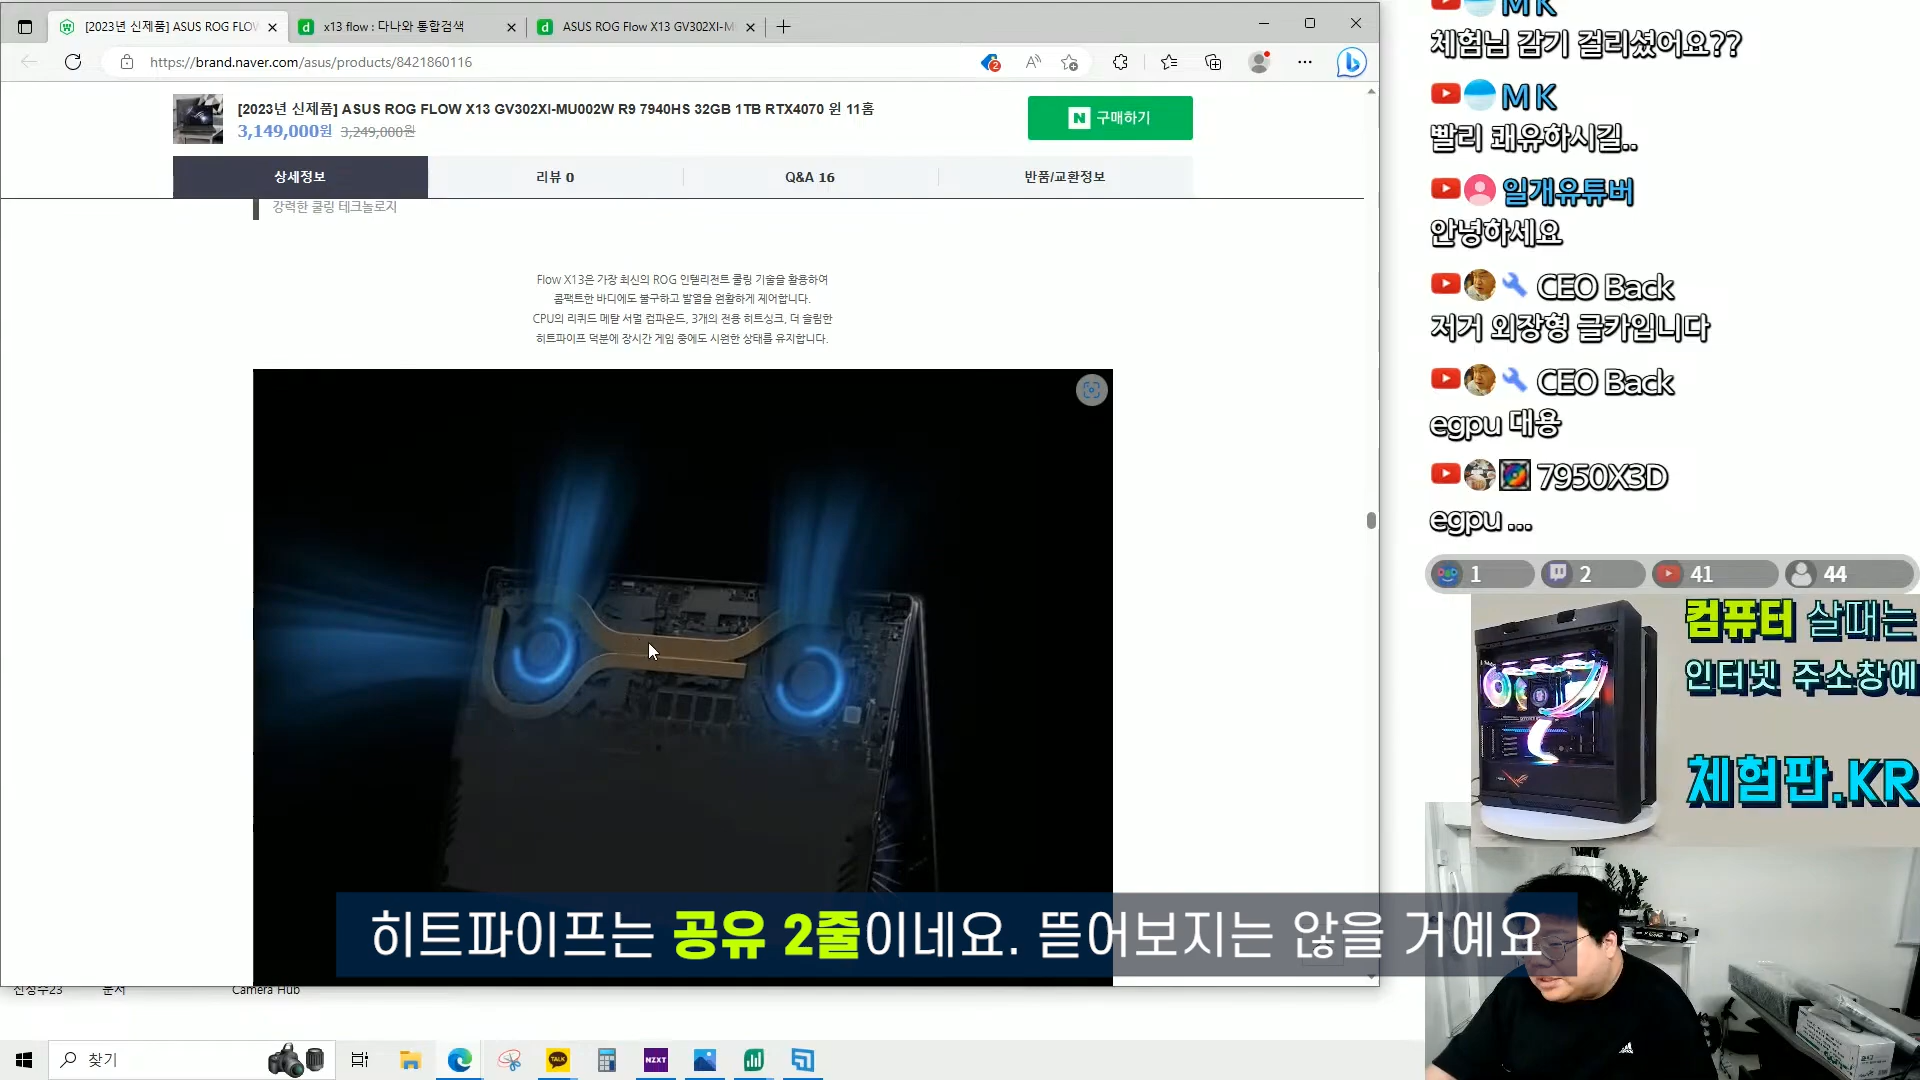 [2023년 신제품] ASUS ROG FLOW
x13 flow : 다나와 통합검색
ASUS ROG Flow X13 GV302XI-M
https://brand.naver.com/asus/products/8421860116
2
[2023년 신제품] ASUS ROG FLOW X13 GV302XI-MU002W R9 7940HS 32GB 1TB RTX4070 윈 11홈
3,149,000원 3,249,000원
N 구매하기
상세정보
리뷰 0
Q&A 16
반품/교환정보
강력한 쿨링 테크놀로지
Flow X13은 가장 최신의 ROG 인텔리전트 쿨링 기술을 활용하여
콤팩트한 바디에도 불구하고 발열을 원활하게 제어합니다.
CPU의 리퀴드 메탈 서멀 컴파운드, 3개의 전용 히트싱크, 더 슬림한
히트파이프 덕분에 장시간 게임 중에도 시원한 상태를 유지합니다.
히트파이프는 공유 2줄이네요. 뜯어보지는 않을 거예요
문서
Camera Hub
찾기
TALK
NZXT
M K
체험님 감기 걸리셨어요??
M K
빨리 쾌유하시길..
일개유튜버
안녕하세요
CEO Back
저거 외장형 글카입니다
CEO Back
egpu 대용
7950X3D
egpu ...
1
2
41
44
컴퓨터 살때는
인터넷 주소창에
체험판.KR